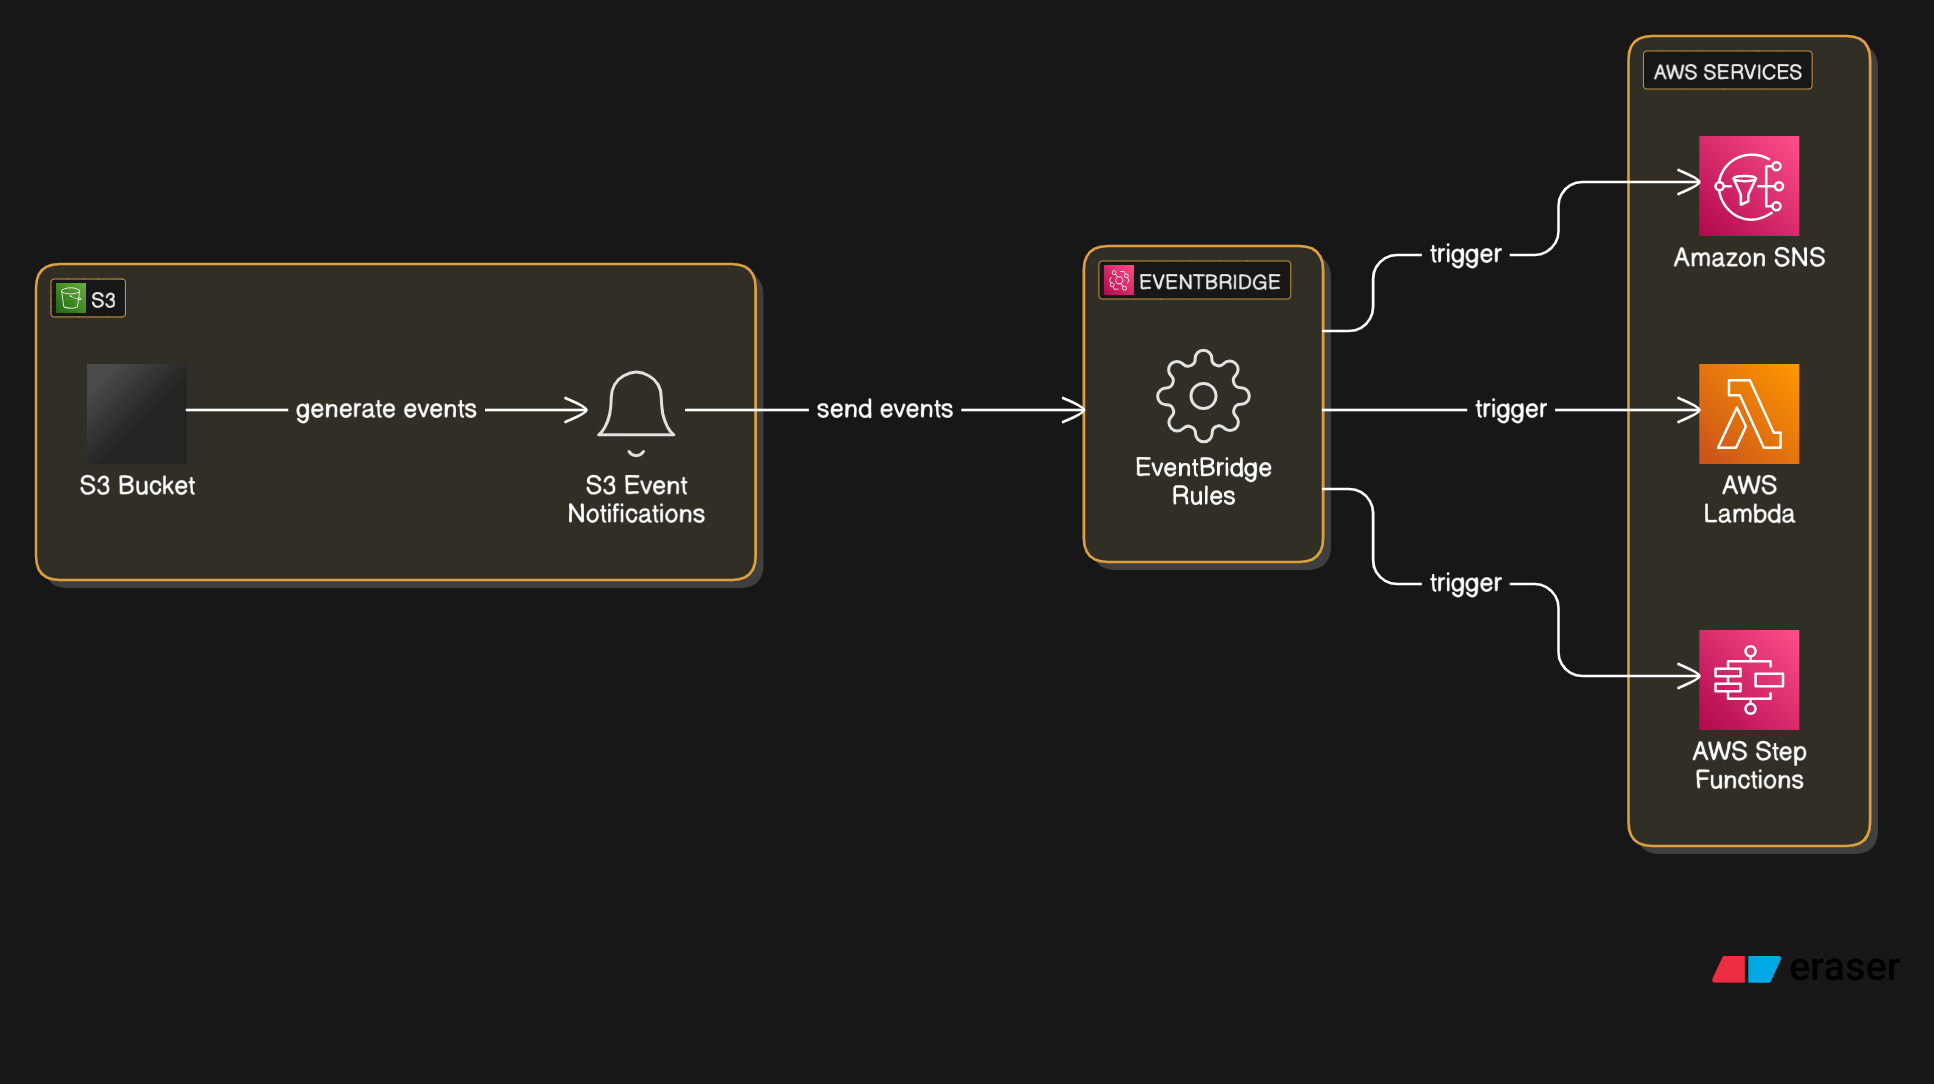 AWS SERVICES
Amazon SNS
trigger
S3
EVENTBRIDGE
generate events
send events
trigger
S3 Bucket
S3 Event
Notifications
EventBridge
Rules
AWS
Lambda
trigger
AWS Step
Functions
eraser